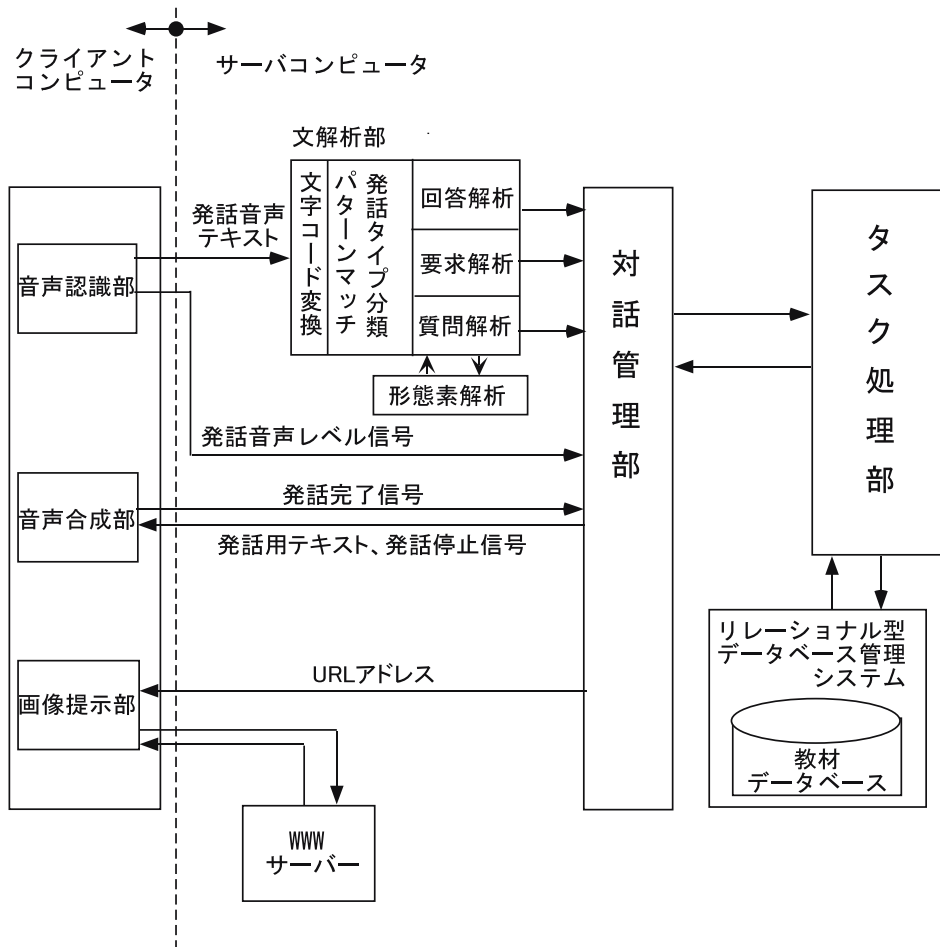 クライアント
コンピュータ
サーバコンピュータ
文解析部
文字コード変換
パターンマッチ
発話タイプ分類
回答解析
要求解析
質問解析
形態素解析
発話音声
テキスト
音声認識部
発話音声レベル信号
音声合成部
発話完了信号
発話用テキスト、発話停止信号
画像提示部
URLアドレス
WWW
サーバー
対話管理部
タスク処理部
リレーショナル型
データベース管理
システム
教材
データベース